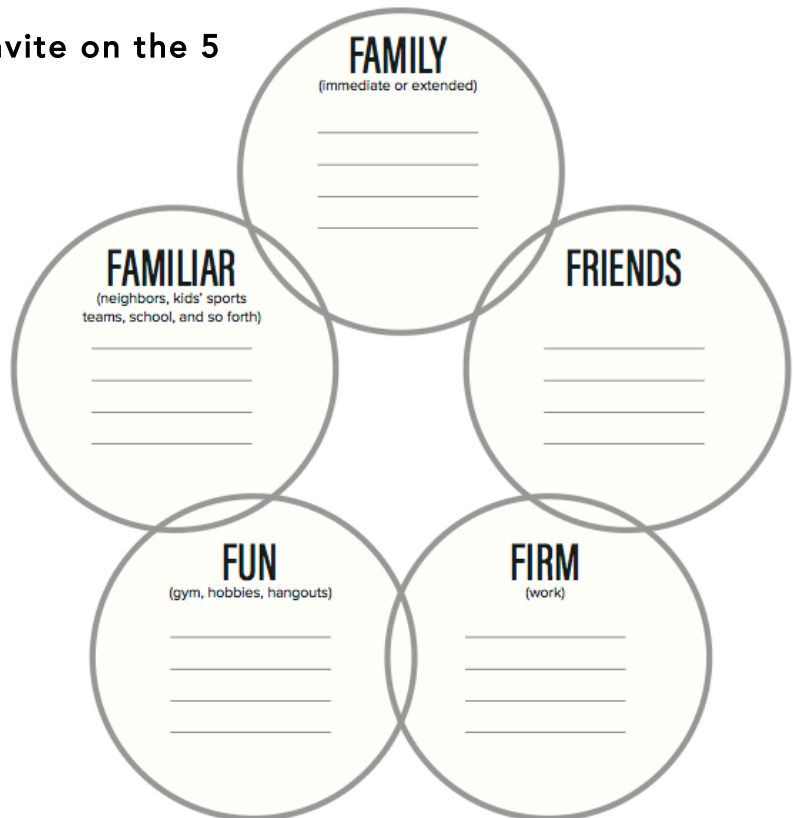 on the 5
FAMILY
(immediate or extended)
FAMILIAR
(neighbors, kids' sports
teams, school, and so forth)
FRIENDS
FUN
(gym, hobbies, hangouts)
FIRM
(work)